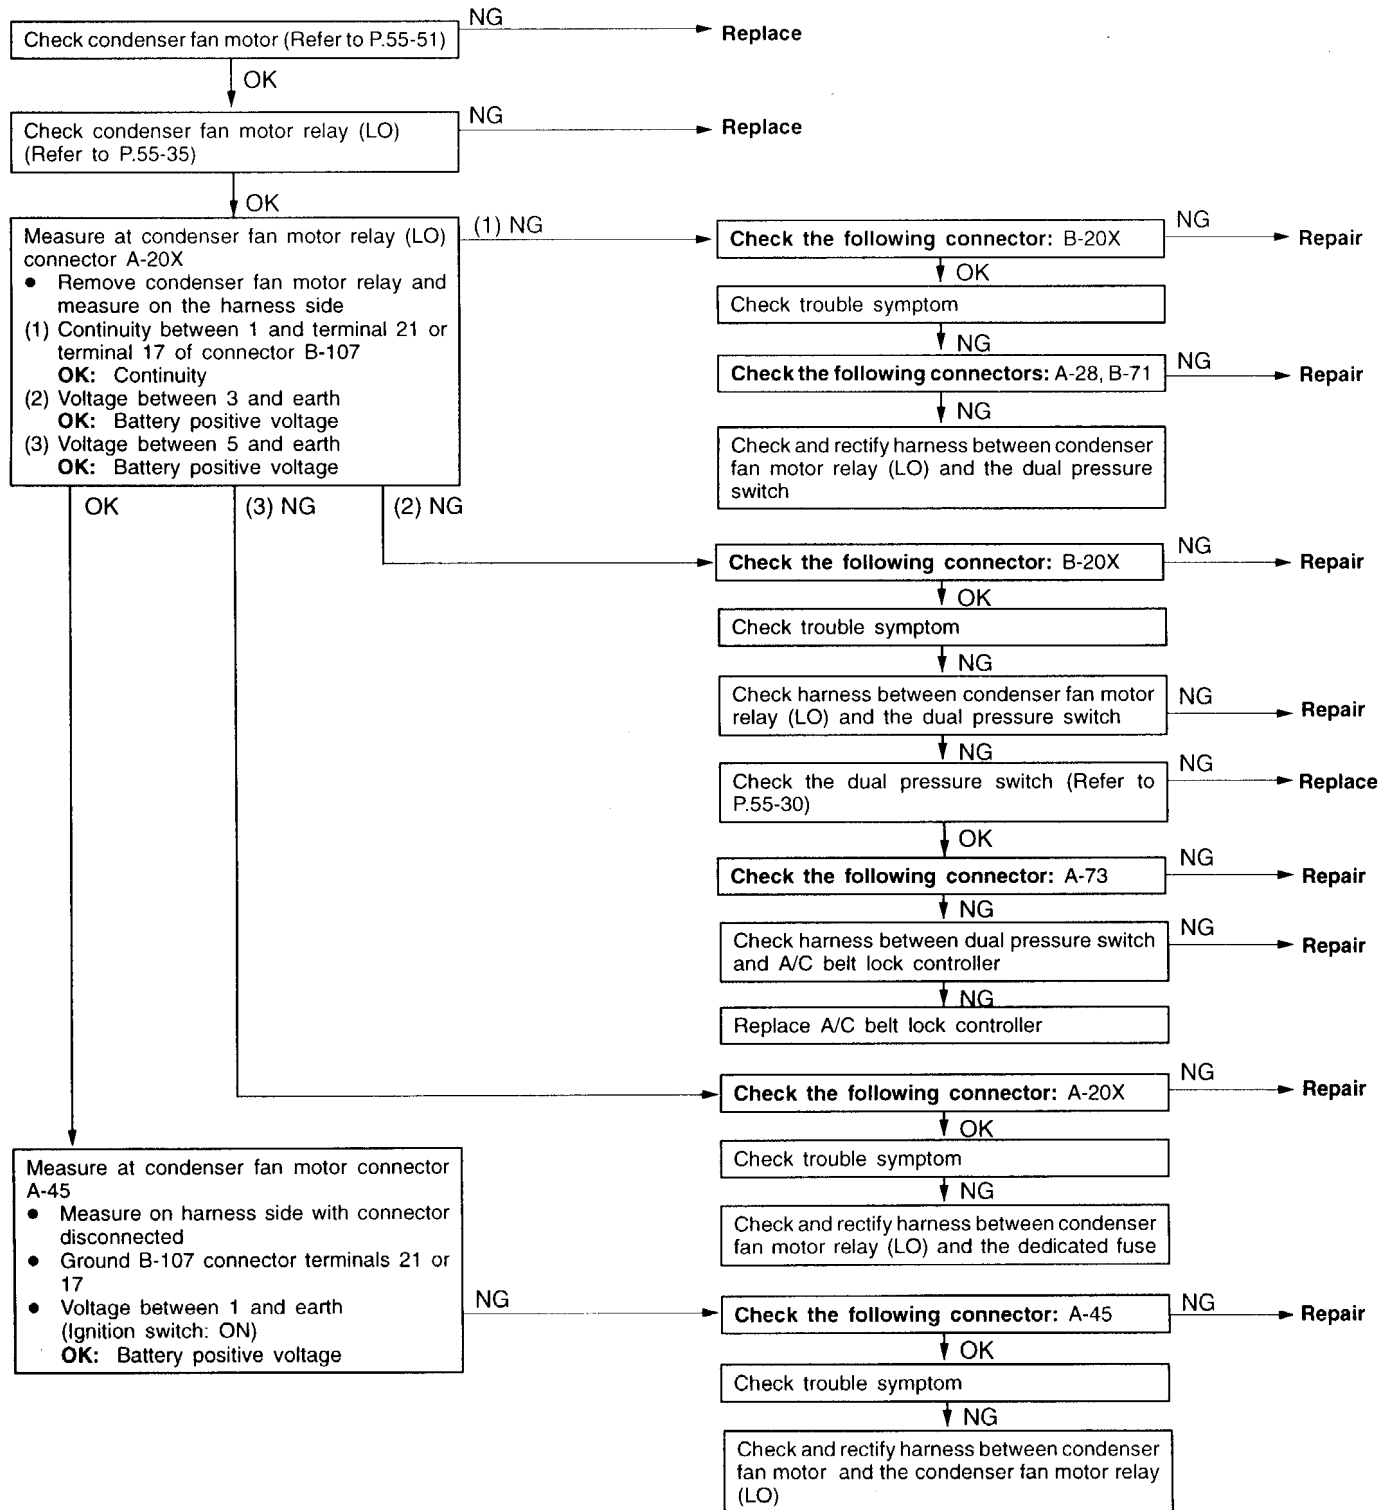 Check condenser fan motor (Refer to P.55-51)
NG
Replace
OK
Check condenser fan motor relay (LO)
(Refer to P.55-35)
NG
Replace
OK
Measure at condenser fan motor relay (LO)
connector A-20X
● Remove condenser fan motor relay and
measure on the harness side
(1) Continuity between 1 and terminal 21 or
terminal 17 of connector B-107
OK: Continuity
(2) Voltage between 3 and earth
OK: Battery positive voltage
(3) Voltage between 5 and earth
OK: Battery positive voltage
(1) NG
Check the following connector: B-20X
NG
Repair
OK
Check trouble symptom
NG
Check the following connectors: A-28, B-71
NG
Repair
NG
Check and rectify harness between condenser
fan motor relay (LO) and the dual pressure
switch
OK
(3) NG
(2) NG
Check the following connector: B-20X
NG
Repair
OK
Check trouble symptom
NG
Check harness between condenser fan motor
relay (LO) and the dual pressure switch
NG
Repair
NG
Check the dual pressure switch (Refer to
P.55-30)
NG
Replace
OK
Check the following connector: A-73
NG
Repair
NG
Check harness between dual pressure switch
and A/C belt lock controller
NG
Repair
NG
Replace A/C belt lock controller
Check the following connector: A-20X
NG
Repair
OK
Check trouble symptom
NG
Check and rectify harness between condenser
fan motor relay (LO) and the dedicated fuse
Measure at condenser fan motor connector
A-45
● Measure on harness side with connector
disconnected
● Ground B-107 connector terminals 21 or
17
● Voltage between 1 and earth
(Ignition switch: ON)
OK: Battery positive voltage
NG
Check the following connector: A-45
NG
Repair
OK
Check trouble symptom
NG
Check and rectify harness between condenser
fan motor and the condenser fan motor relay
(LO)